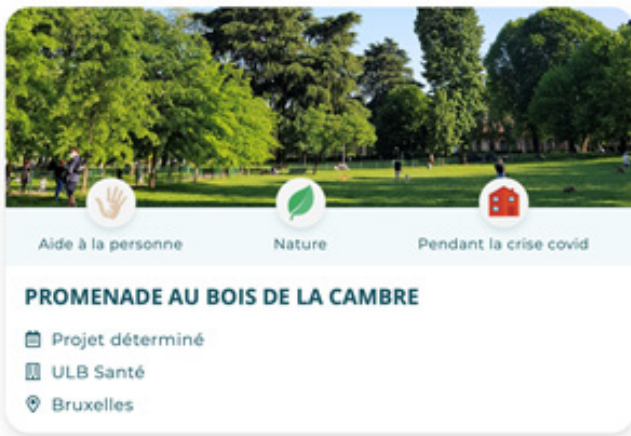 Aide à la personne
Nature
Pendant la crise covid
PROMENADE AU BOIS DE LA CAMBRE
Projet déterminé
ULB Santé
Bruxelles